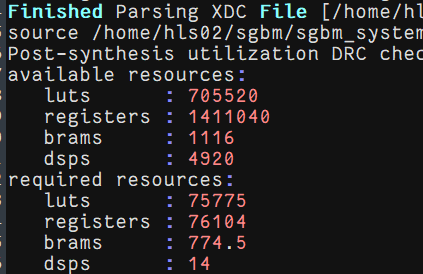 Finished Parsing XDC File [/home/hl
source /home/hls02/sgbm/sgbm_system
Post-synthesis utilization DRC chec
available resources:
luts : 705520
registers : 1411040
brams : 1116
dsps : 4920
required resources:
luts : 75775
registers : 76104
brams : 774.5
dsps : 14